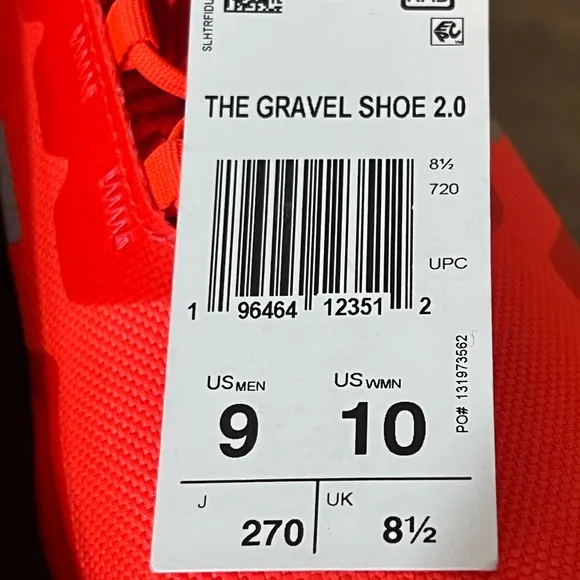 SLHTRFIDU
THE GRAVEL SHOE 2.0
8½
720
UPC
1 96464 12351 2
PO# 131973562
US MEN
9
US WMN
10
J
270
UK
8½